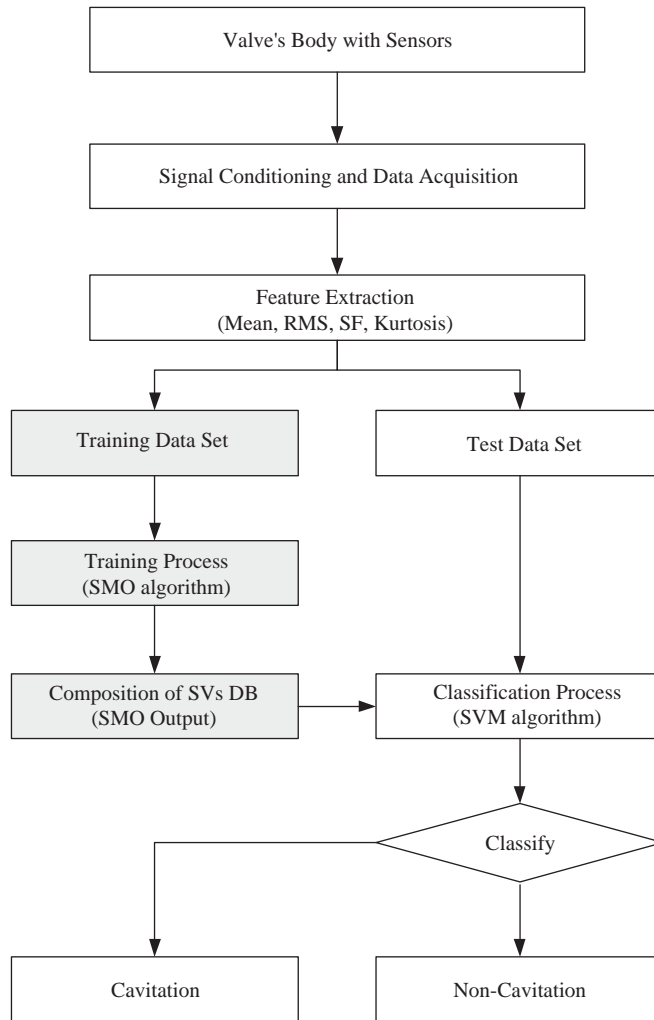 Valve's Body with Sensors
Signal Conditioning and Data Acquisition
Feature Extraction
(Mean, RMS, SF, Kurtosis)
Training Data Set
Test Data Set
Training Process
(SMO algorithm)
Composition of SVs DB
(SMO Output)
Classification Process
(SVM algorithm)
Classify
Cavitation
Non-Cavitation